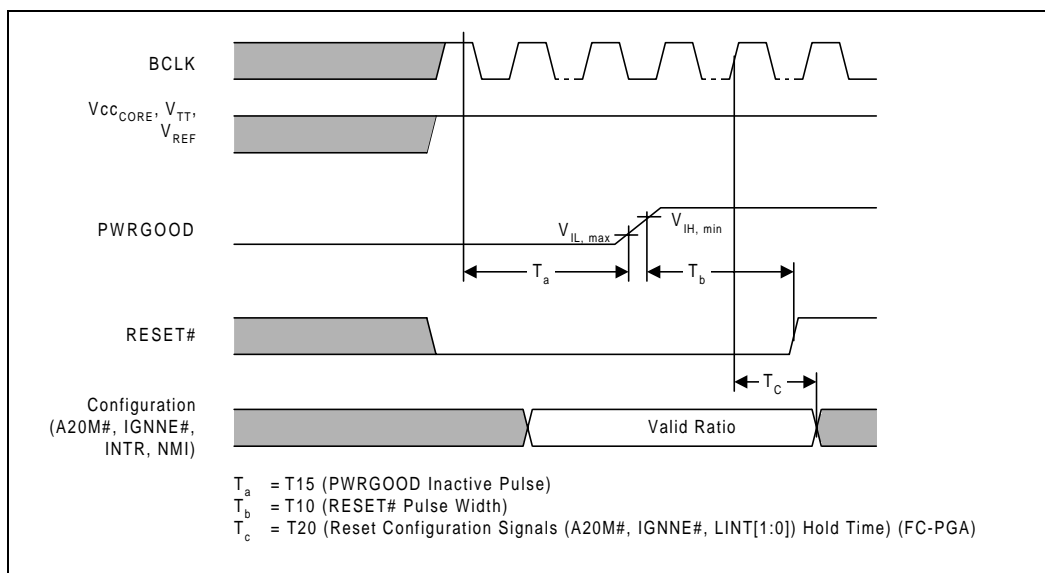 BCLK
VccCORE, VTT,
VREF
PWRGOOD
VIL, max
VIH, min
Ta
Tb
RESET#
TC
Configuration
(A20M#, IGNNE#,
INTR, NMI)
Valid Ratio
Ta = T15 (PWRGOOD Inactive Pulse)
Tb = T10 (RESET# Pulse Width)
Tc = T20 (Reset Configuration Signals (A20M#, IGNNE#, LINT[1:0]) Hold Time) (FC-PGA)